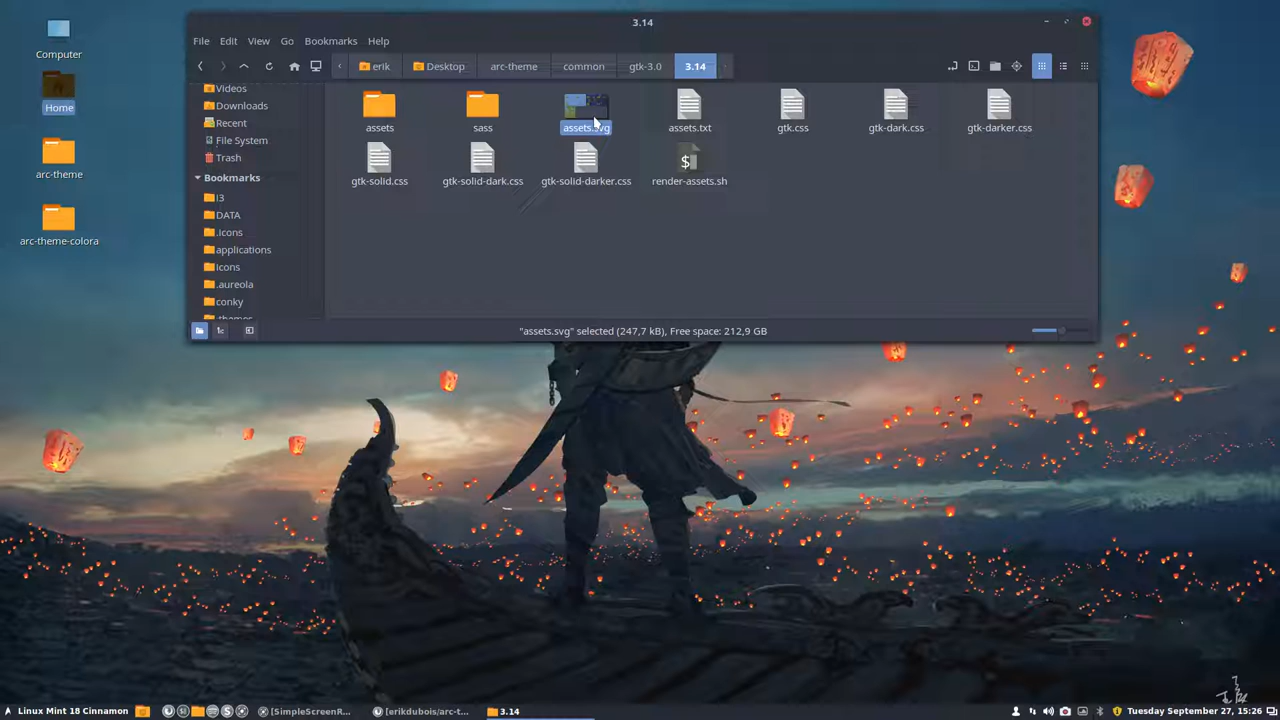 Computer
Home
arc-theme
arc-theme-colora
3.14
File Edit View Go Bookmarks Help
erik Desktop arc-theme common gtk-3.0 3.14
Videos
Downloads
Recent
File System
Trash
Bookmarks
I3
DATA
.icons
applications
Icons
.aureola
conky
.themes
assets sass assets.svg assets.txt gtk.css gtk-dark.css gtk-darker.css
gtk-solid.css gtk-solid-dark.css gtk-solid-darker.css render-assets.sh
"assets.svg" selected (247,7 kB), Free space: 212,9 GB
Linux Mint 18 Cinnamon [SimpleScreenR... [erikdubois/arc-t... 3.14 Tuesday September 27, 15:26